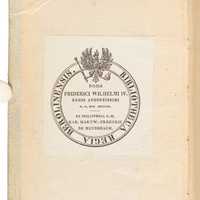 BIBLIOTHECA REGIA BEROLINENSIS.
DONO
FRIDERICI WILHELMI IV.
REGIS AUGUSTISSIMI
EX BIBLIOTHECA B. M.
CAR. HARTW. GREGORII
DE MEUSEBACH.